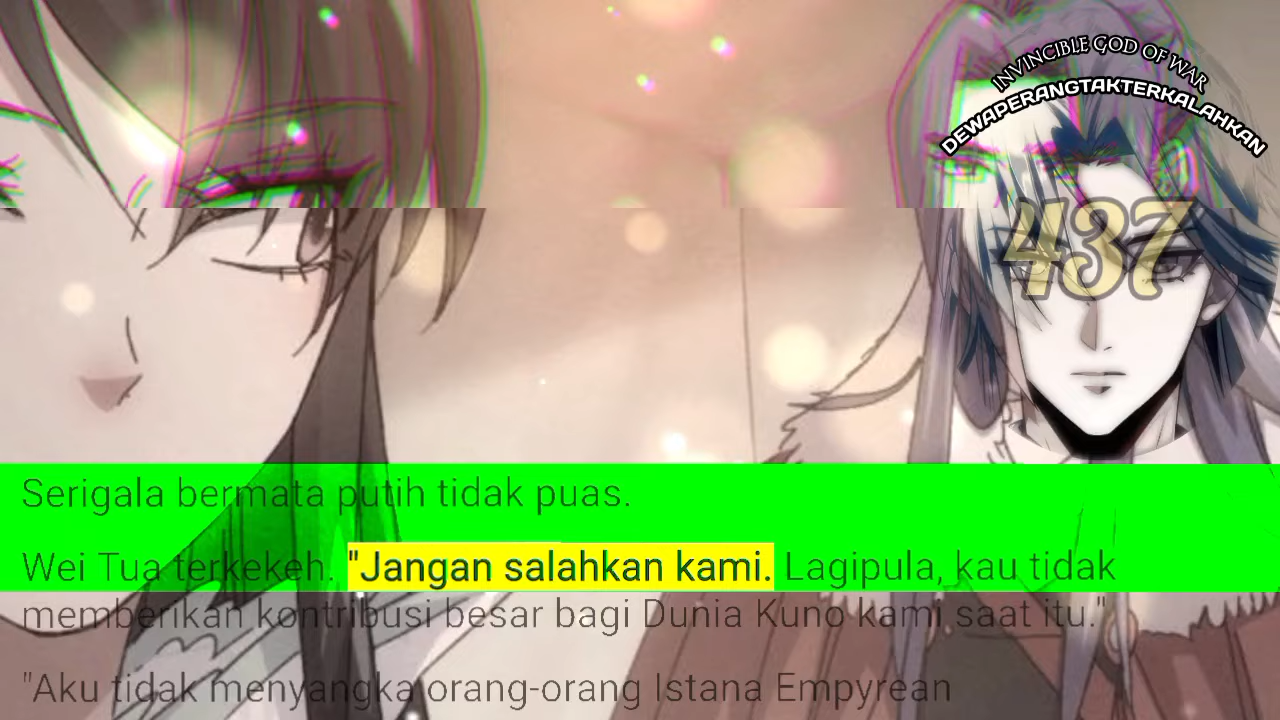 INVINCIBLE GOD OF WAR
DEWAPERANGTAKTERKALAHKAN
437
Serigala bermata putih tidak puas.
Wei Tua terkekeh. "Jangan salahkan kami. Lagipula, kau tidak
memberikan kontribusi besar bagi Dunia Kuno kami saat itu."
"Aku tidak menyangka orang-orang Istana Empyrean